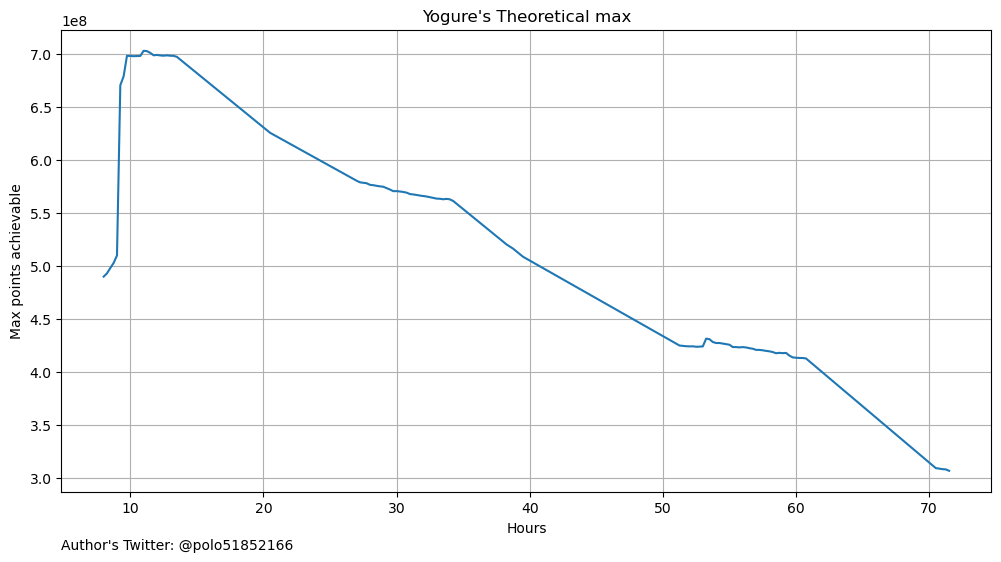 Yogure's Theoretical max
1e8
Max points achievable
7.0
6.5
6.0
5.5
5.0
4.5
4.0
3.5
3.0
10 20 30 40 50 60 70
Hours
Author's Twitter: @polo51852166